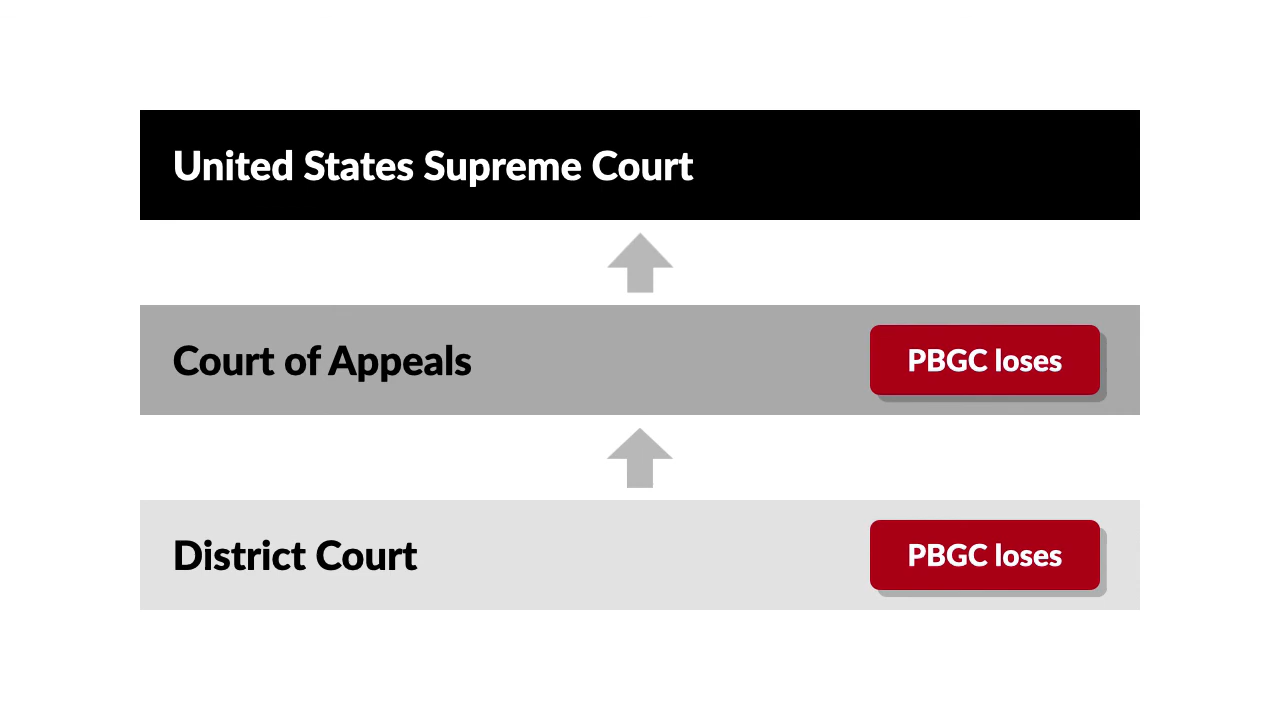 United States Supreme Court
Court of Appeals
PBGC loses
District Court
PBGC loses